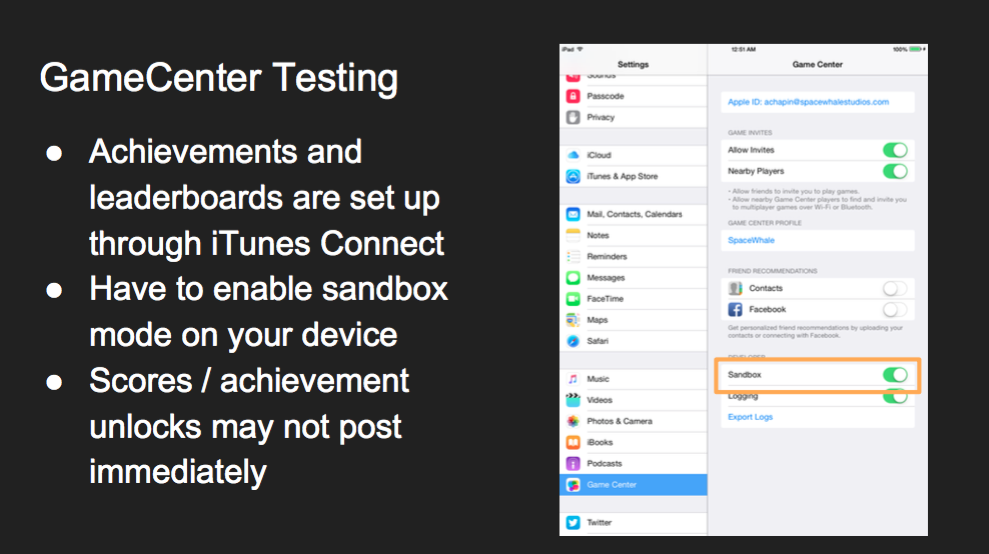 GameCenter Testing
● Achievements and
leaderboards are set up
through iTunes Connect
● Have to enable sandbox
mode on your device
● Scores / achievement
unlocks may not post
immediately
iPad
12:51 AM
100%
Settings
Game Center
Sounds
Passcode
Privacy
iCloud
iTunes & App Store
Mail, Contacts, Calendars
Notes
Reminders
Messages
FaceTime
Maps
Safari
Music
Videos
Photos & Camera
iBooks
Podcasts
Game Center
Twitter
Apple ID: achapin@spacewhalestudios.com
GAME INVITES
Allow Invites
Nearby Players
• Allow friends to invite you to play games.
• Allow nearby Game Center players to find and invite you
to multiplayer games over Wi-Fi or Bluetooth.
GAME CENTER PROFILE
SpaceWhale
FRIEND RECOMMENDATIONS
Contacts
Facebook
Get personalized friend recommendations by uploading your
contacts or connecting with Facebook.
DEVELOPER
Sandbox
Logging
Export Logs